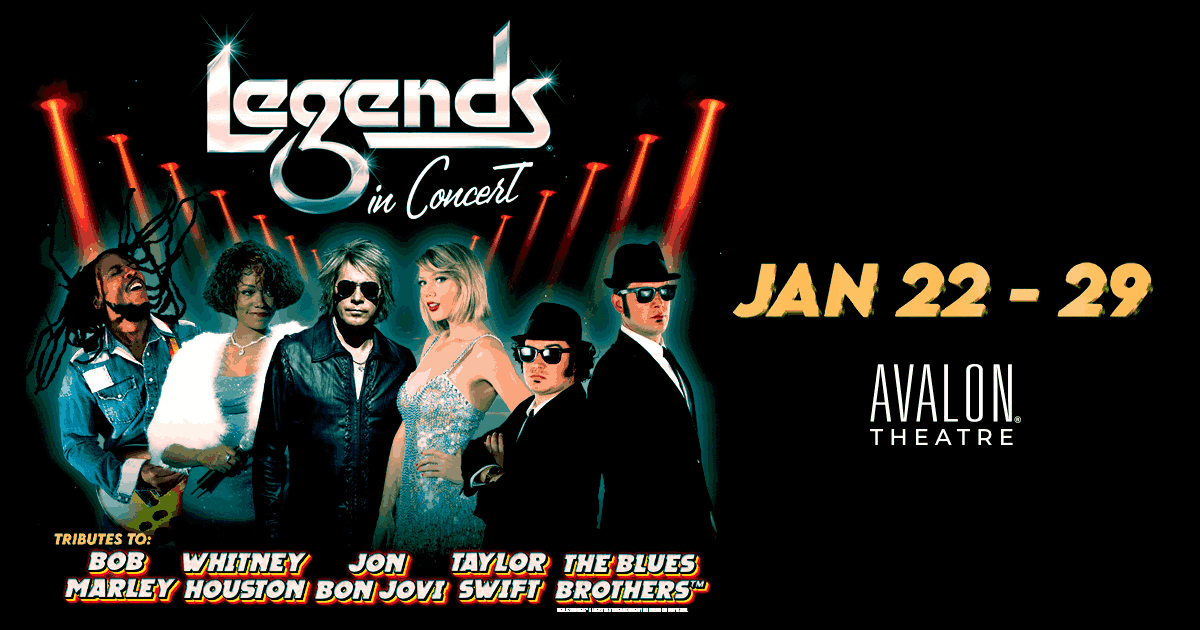 Legends®
in Concert
JAN 22 - 29
AVALON®
THEATRE
TRIBUTES TO:
BOB
MARLEY
WHITNEY
HOUSTON
JON
BON JOVI
TAYLOR
SWIFT
THE BLUES
BROTHERS™